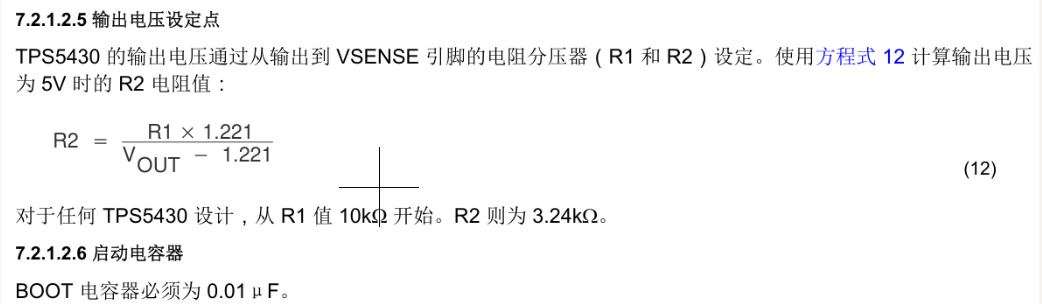 7.2.1.2.5 输出电压设定点
TPS5430 的输出电压通过从输出到 VSENSE 引脚的电阻分压器 ( R1 和 R2 ) 设定。使用方程式 12 计算输出电压
为 5V 时的 R2 电阻值：
R2 = R1 × 1.221 / VOUT − 1.221
(12)
对于任何 TPS5430 设计，从 R1 值 10kΩ 开始。R2 则为 3.24kΩ。
7.2.1.2.6 启动电容器
BOOT 电容器必须为 0.01 μF。